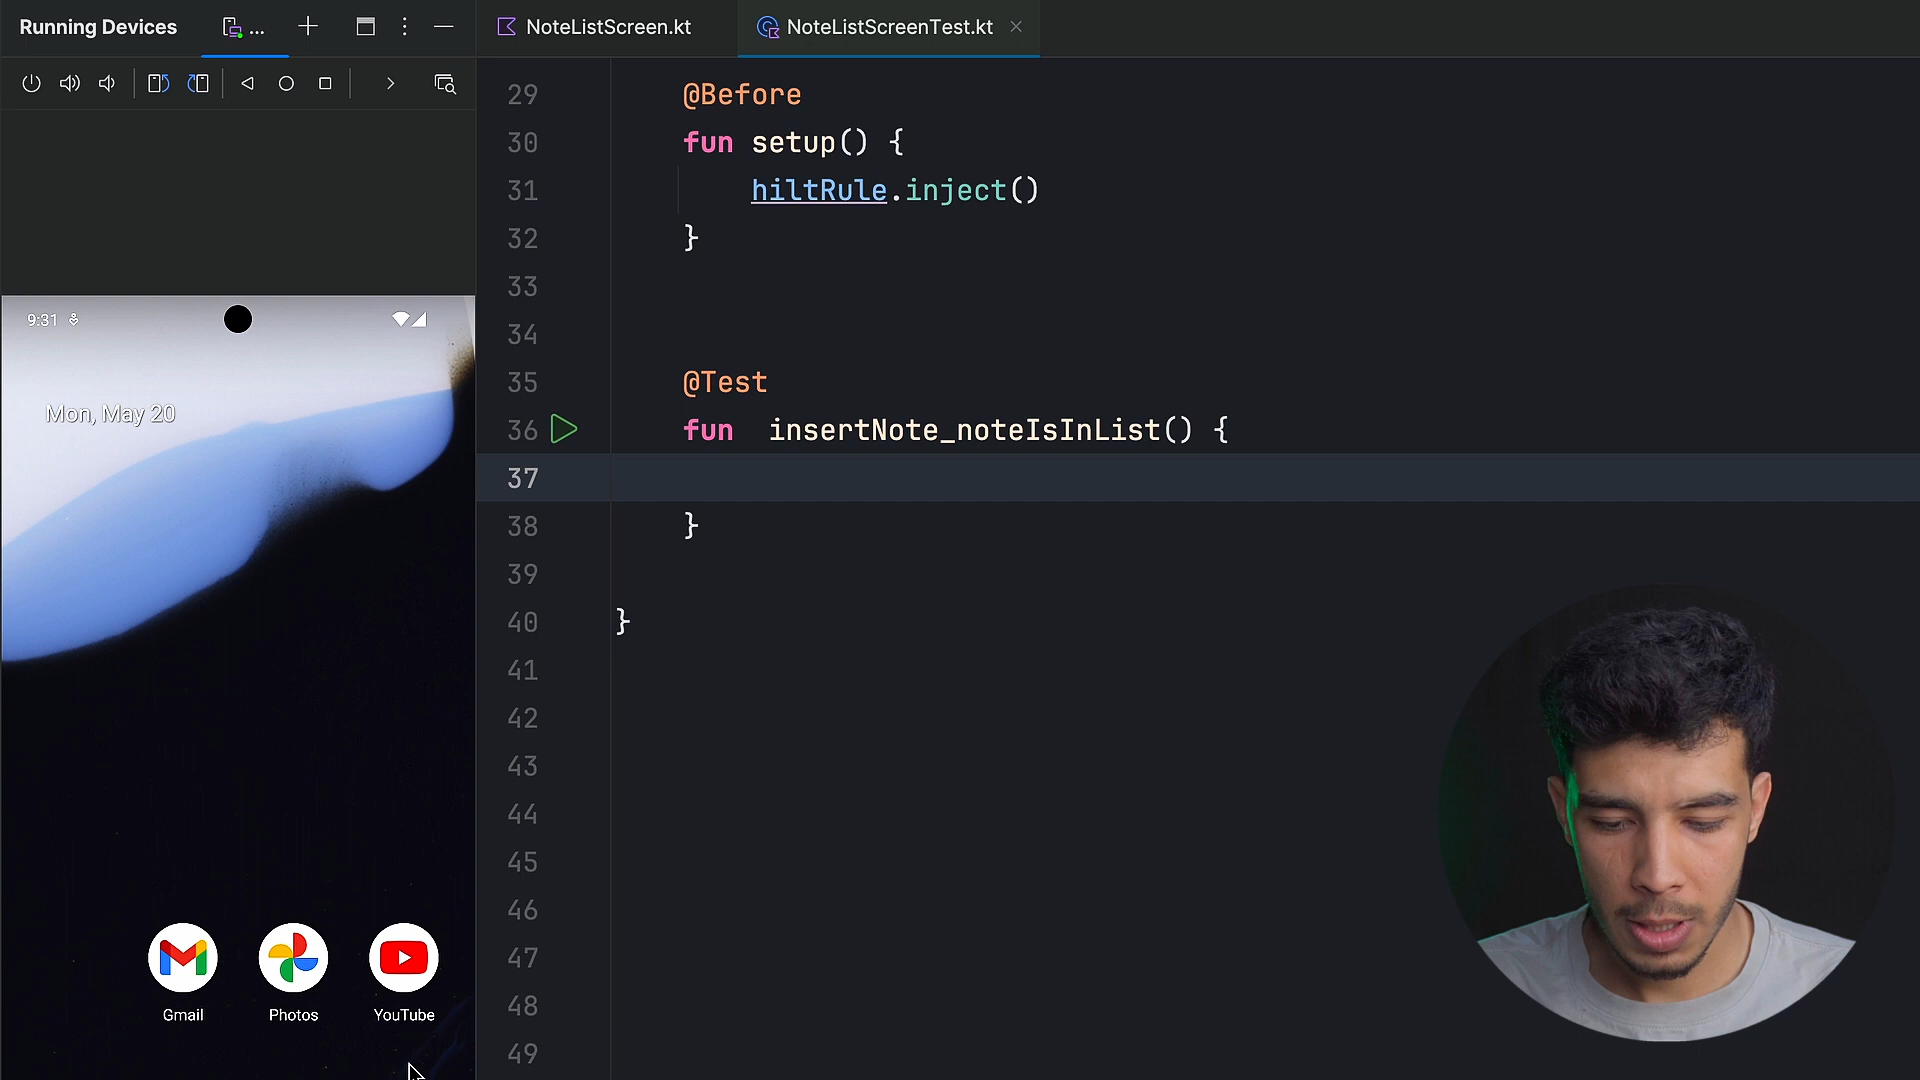 Running Devices
...
NoteListScreen.kt
NoteListScreenTest.kt
29 @Before
30 fun setup() {
31 hiltRule.inject()
32 }
33
34
35 @Test
36 fun  insertNote_noteIsInList() {
37
38 }
39
40 }
41
42
43
44
45
46
47
48
49
9:31
Mon, May 20
Gmail
Photos
YouTube